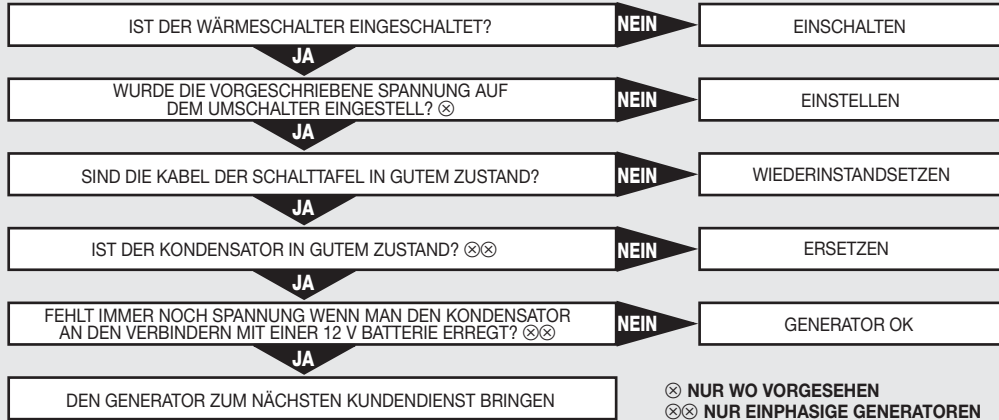 IST DER WÄRMESCHALTER EINGESCHALTET?
NEIN
EINSCHALTEN
JA
WURDE DIE VORGESCHRIEBENE SPANNUNG AUF
DEM UMSCHALTER EINGESTELL? ⊗
NEIN
EINSTELLEN
JA
SIND DIE KABEL DER SCHALTTAFEL IN GUTEM ZUSTAND?
NEIN
WIEDERINSTANDSETZEN
JA
IST DER KONDENSATOR IN GUTEM ZUSTAND? ⊗⊗
NEIN
ERSETZEN
JA
FEHLT IMMER NOCH SPANNUNG WENN MAN DEN KONDENSATOR
AN DEN VERBINDERN MIT EINER 12 V BATTERIE ERREGT? ⊗⊗
NEIN
GENERATOR OK
JA
DEN GENERATOR ZUM NÄCHSTEN KUNDENDIENST BRINGEN
⊗ NUR WO VORGESEHEN
⊗⊗ NUR EINPHASIGE GENERATOREN